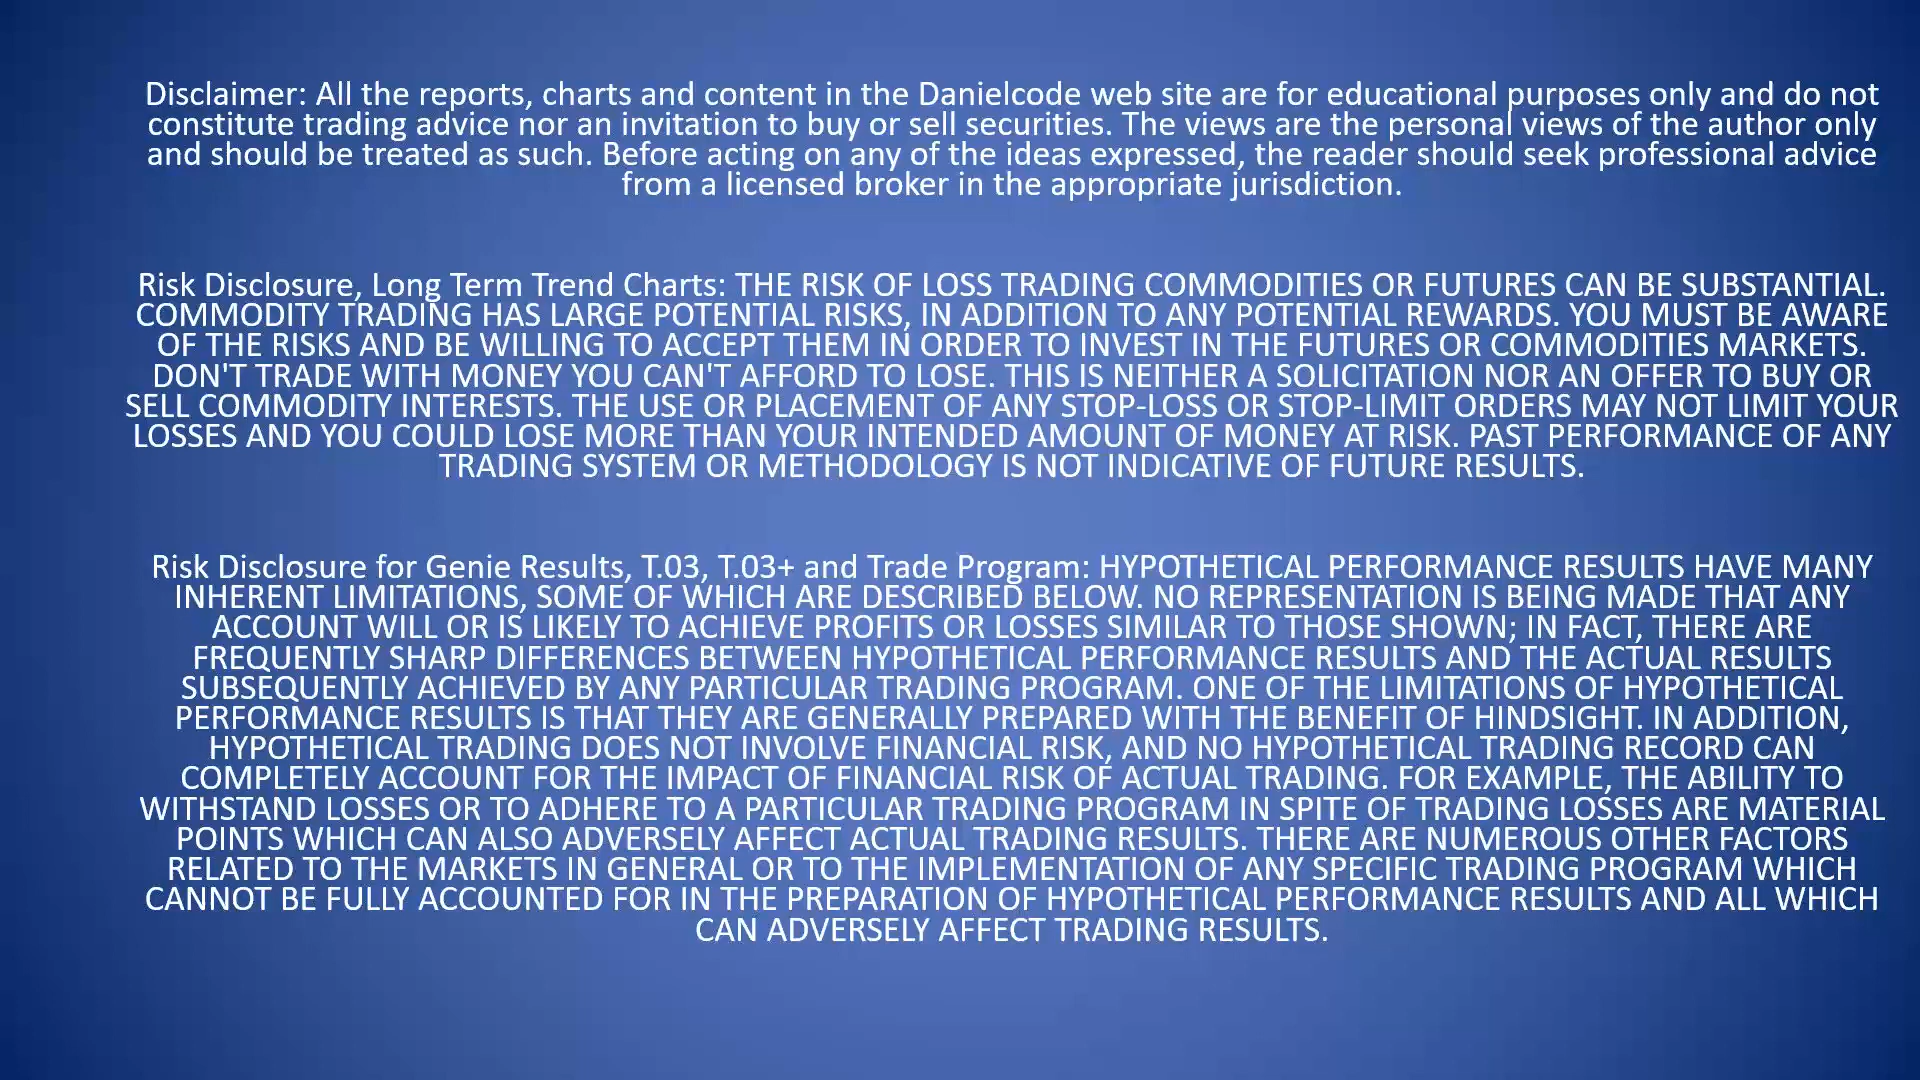 Disclaimer: All the reports, charts and content in the Danielcode web site are for educational purposes only and do not
constitute trading advice nor an invitation to buy or sell securities. The views are the personal views of the author only
and should be treated as such. Before acting on any of the ideas expressed, the reader should seek professional advice
from a licensed broker in the appropriate jurisdiction.
Risk Disclosure, Long Term Trend Charts: THE RISK OF LOSS TRADING COMMODITIES OR FUTURES CAN BE SUBSTANTIAL.
COMMODITY TRADING HAS LARGE POTENTIAL RISKS, IN ADDITION TO ANY POTENTIAL REWARDS. YOU MUST BE AWARE
OF THE RISKS AND BE WILLING TO ACCEPT THEM IN ORDER TO INVEST IN THE FUTURES OR COMMODITIES MARKETS.
DON'T TRADE WITH MONEY YOU CAN'T AFFORD TO LOSE. THIS IS NEITHER A SOLICITATION NOR AN OFFER TO BUY OR
SELL COMMODITY INTERESTS. THE USE OR PLACEMENT OF ANY STOP-LOSS OR STOP-LIMIT ORDERS MAY NOT LIMIT YOUR
LOSSES AND YOU COULD LOSE MORE THAN YOUR INTENDED AMOUNT OF MONEY AT RISK. PAST PERFORMANCE OF ANY
TRADING SYSTEM OR METHODOLOGY IS NOT INDICATIVE OF FUTURE RESULTS.
Risk Disclosure for Genie Results, T.03, T.03+ and Trade Program: HYPOTHETICAL PERFORMANCE RESULTS HAVE MANY
INHERENT LIMITATIONS, SOME OF WHICH ARE DESCRIBED BELOW. NO REPRESENTATION IS BEING MADE THAT ANY
ACCOUNT WILL OR IS LIKELY TO ACHIEVE PROFITS OR LOSSES SIMILAR TO THOSE SHOWN; IN FACT, THERE ARE
FREQUENTLY SHARP DIFFERENCES BETWEEN HYPOTHETICAL PERFORMANCE RESULTS AND THE ACTUAL RESULTS
SUBSEQUENTLY ACHIEVED BY ANY PARTICULAR TRADING PROGRAM. ONE OF THE LIMITATIONS OF HYPOTHETICAL
PERFORMANCE RESULTS IS THAT THEY ARE GENERALLY PREPARED WITH THE BENEFIT OF HINDSIGHT. IN ADDITION,
HYPOTHETICAL TRADING DOES NOT INVOLVE FINANCIAL RISK, AND NO HYPOTHETICAL TRADING RECORD CAN
COMPLETELY ACCOUNT FOR THE IMPACT OF FINANCIAL RISK OF ACTUAL TRADING. FOR EXAMPLE, THE ABILITY TO
WITHSTAND LOSSES OR TO ADHERE TO A PARTICULAR TRADING PROGRAM IN SPITE OF TRADING LOSSES ARE MATERIAL
POINTS WHICH CAN ALSO ADVERSELY AFFECT ACTUAL TRADING RESULTS. THERE ARE NUMEROUS OTHER FACTORS
RELATED TO THE MARKETS IN GENERAL OR TO THE IMPLEMENTATION OF ANY SPECIFIC TRADING PROGRAM WHICH
CANNOT BE FULLY ACCOUNTED FOR IN THE PREPARATION OF HYPOTHETICAL PERFORMANCE RESULTS AND ALL WHICH
CAN ADVERSELY AFFECT TRADING RESULTS.